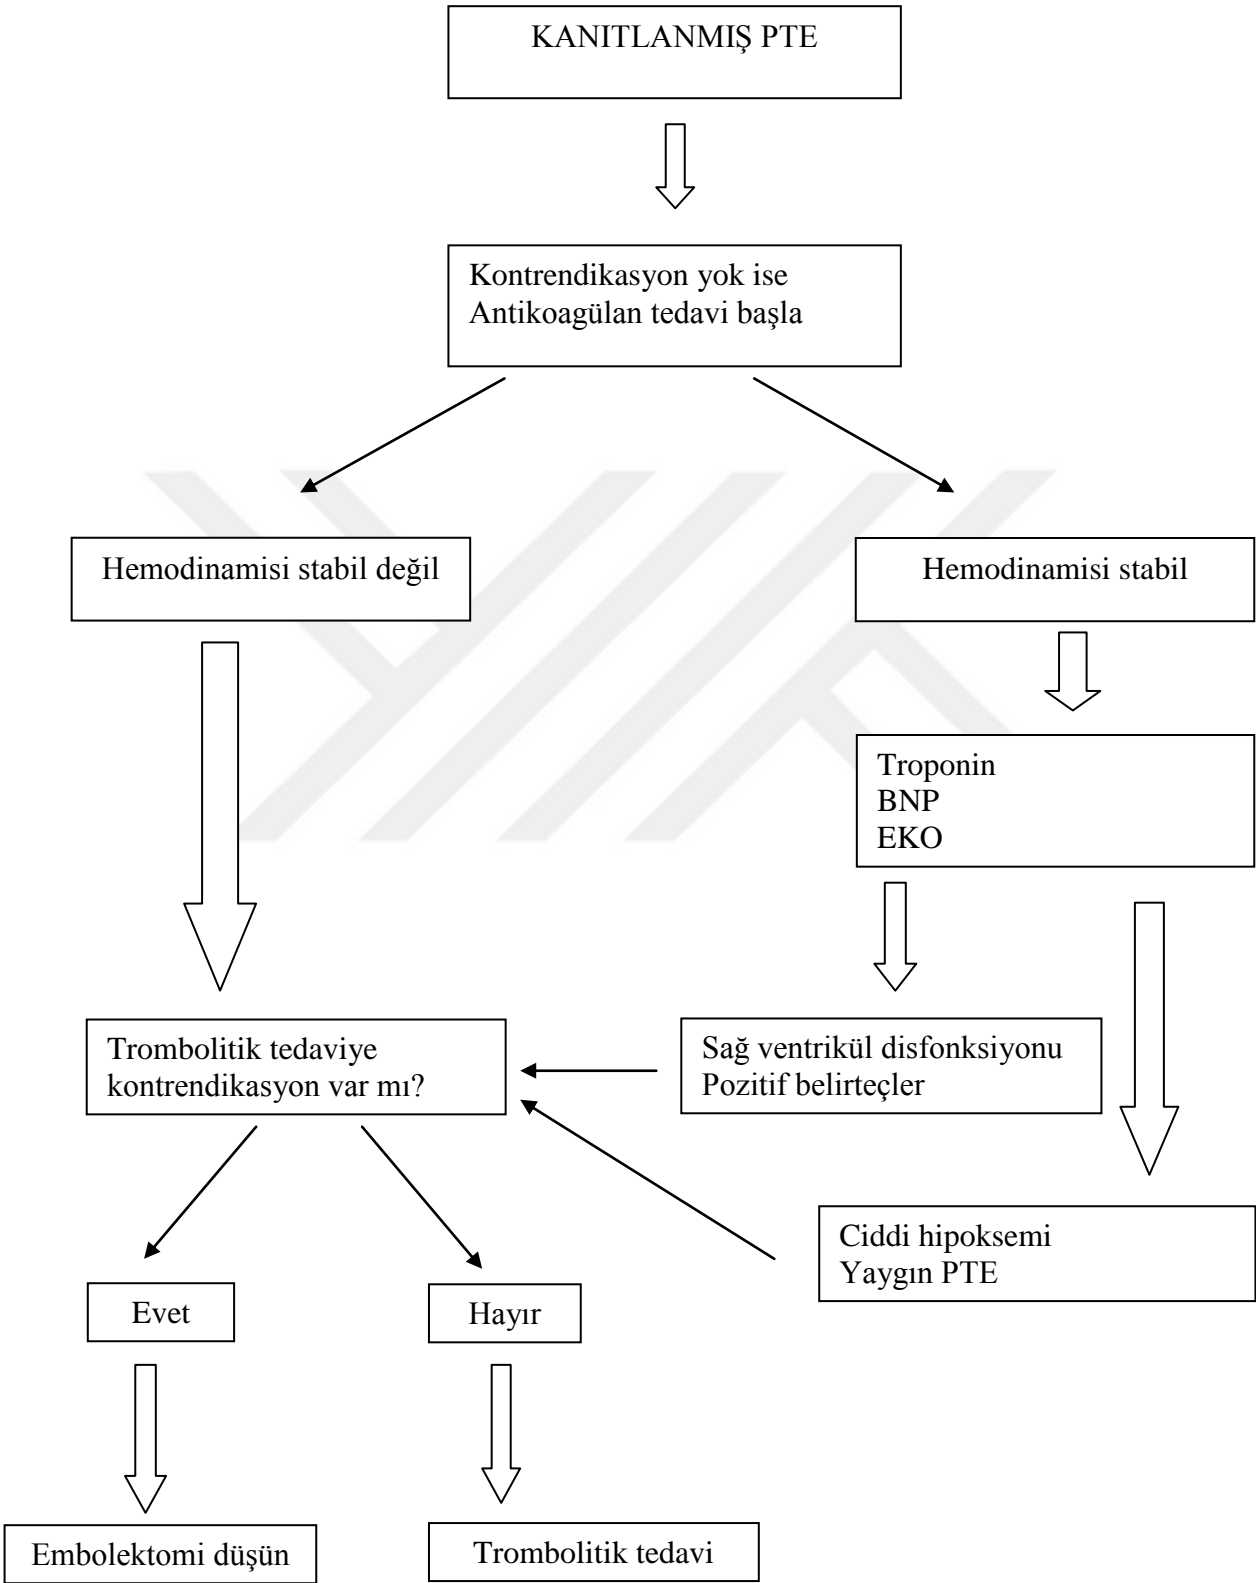 KANITLANMIŞ PTE
Kontrendikasyon yok ise
Antikoagülan tedavi başla
Hemodinamisi stabil değil
Hemodinamisi stabil
Troponin
BNP
EKO
Trombolitik tedaviye
kontrendikasyon var mı?
Sağ ventrikül disfonksiyonu
Pozitif belirteçler
Ciddi hipoksemi
Yaygın PTE
Evet
Hayır
Embolektomi düşün
Trombolitik tedavi